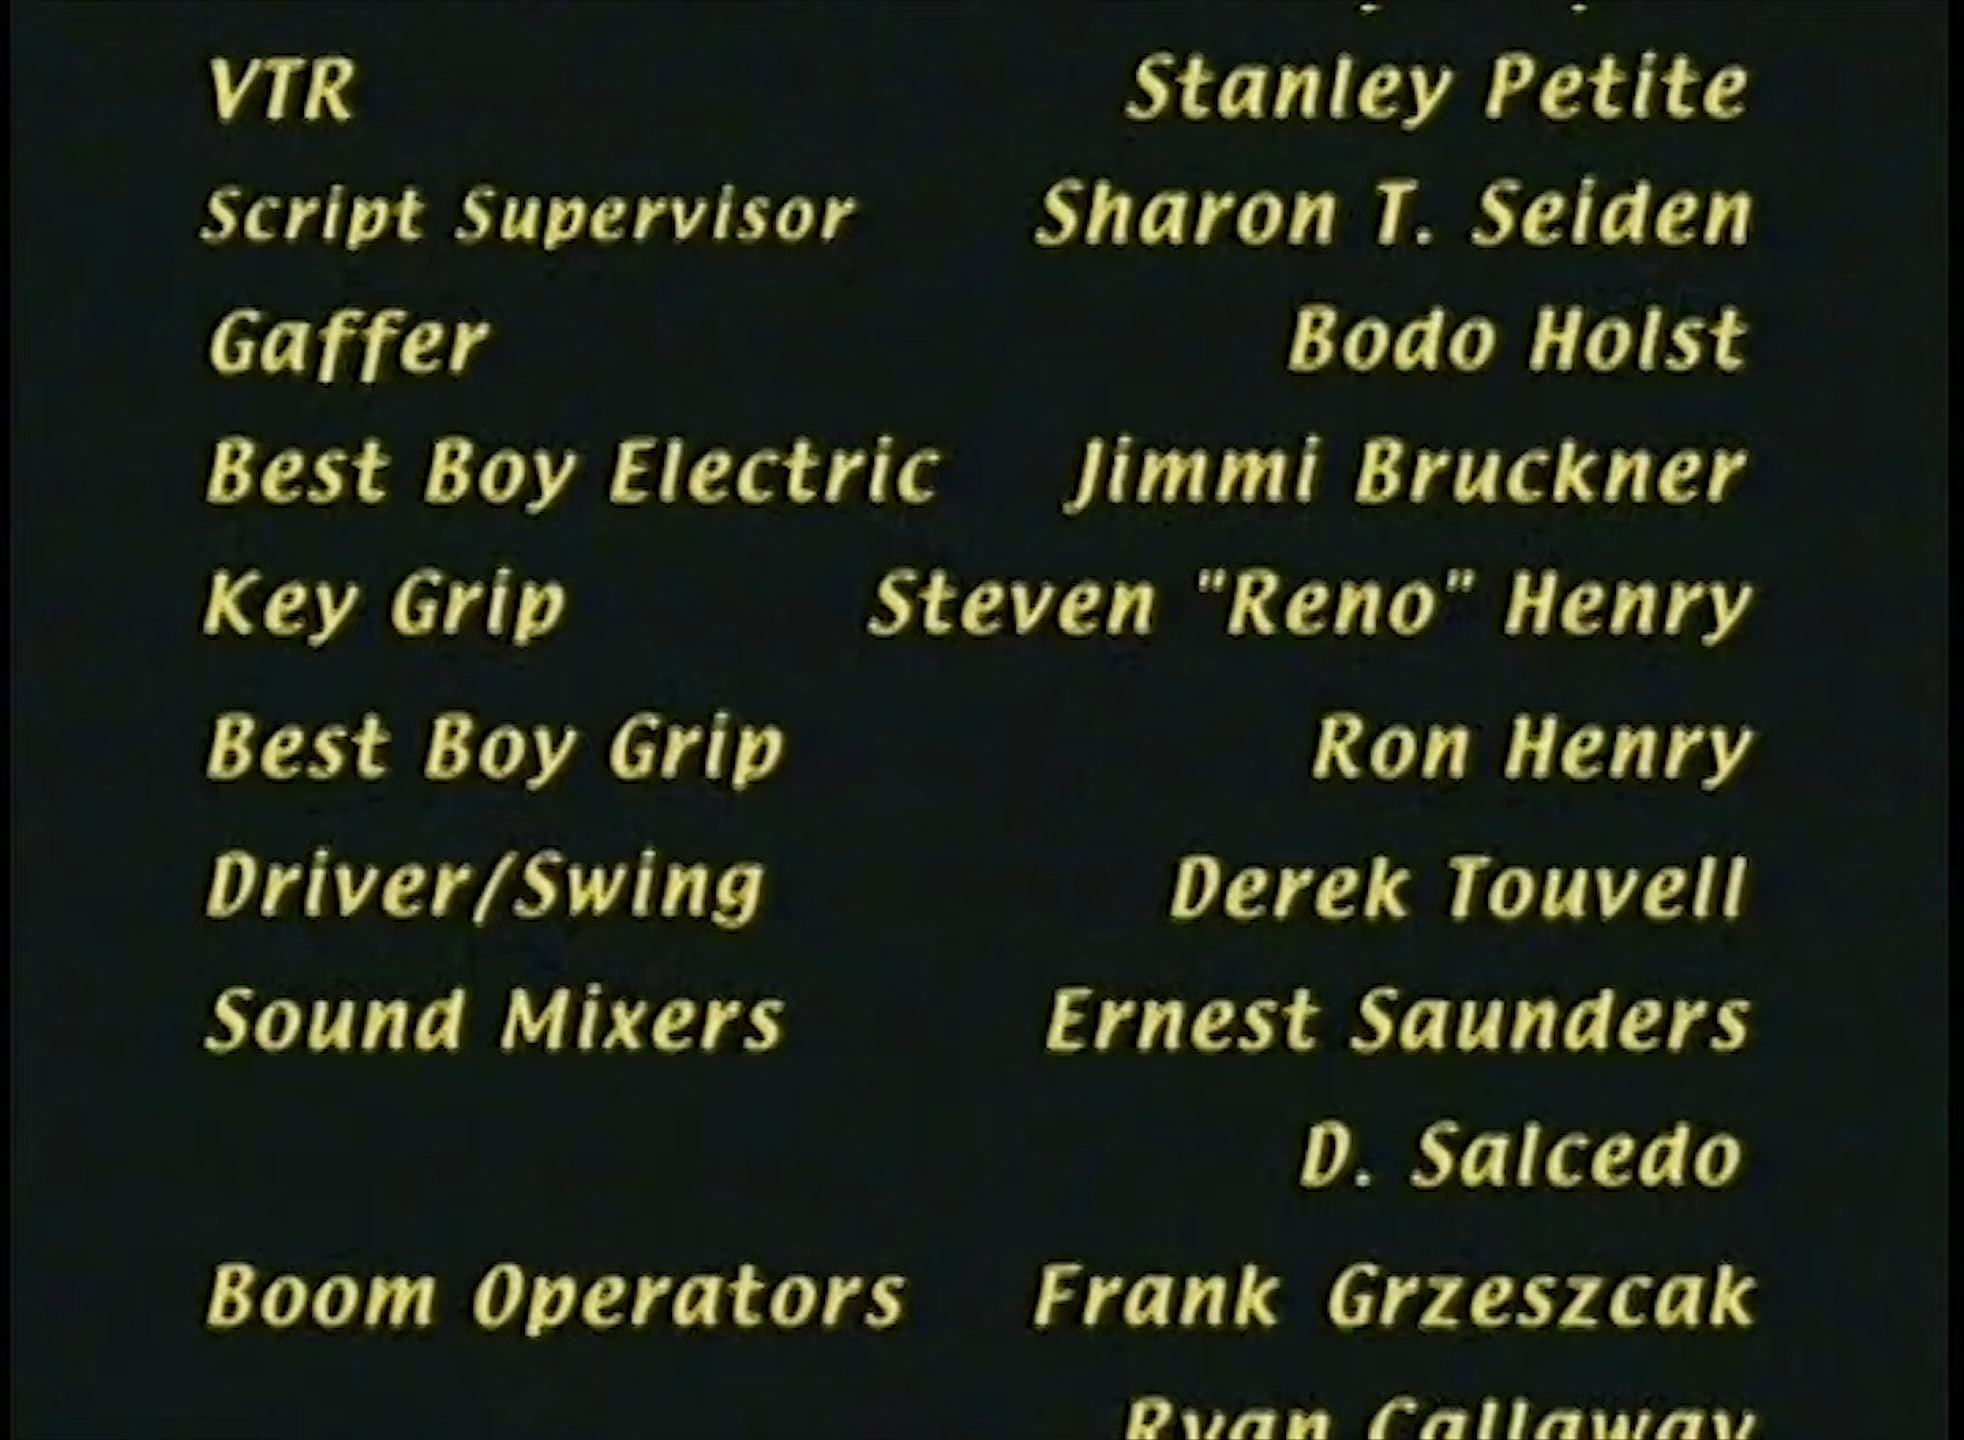 VTR Stanley Petite
Script Supervisor Sharon T. Seiden
Gaffer Bodo Holst
Best Boy Electric Jimmi Bruckner
Key Grip Steven "Reno" Henry
Best Boy Grip Ron Henry
Driver/Swing Derek Touvell
Sound Mixers Ernest Saunders
D. Salcedo
Boom Operators Frank Grzeszcak
Ryan Callaway